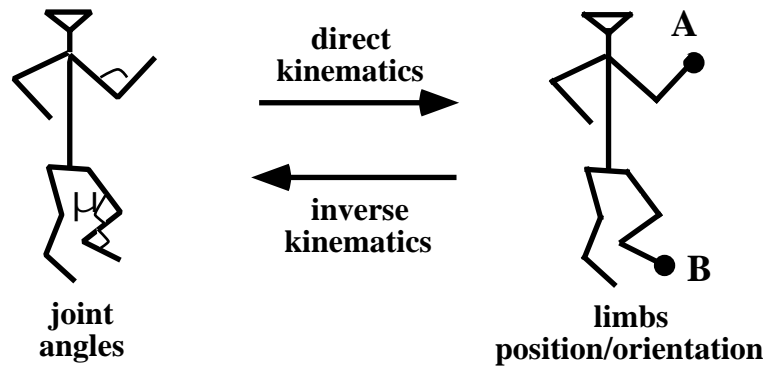 direct
kinematics
A
µ
inverse
kinematics
B
joint
angles
limbs
position/orientation